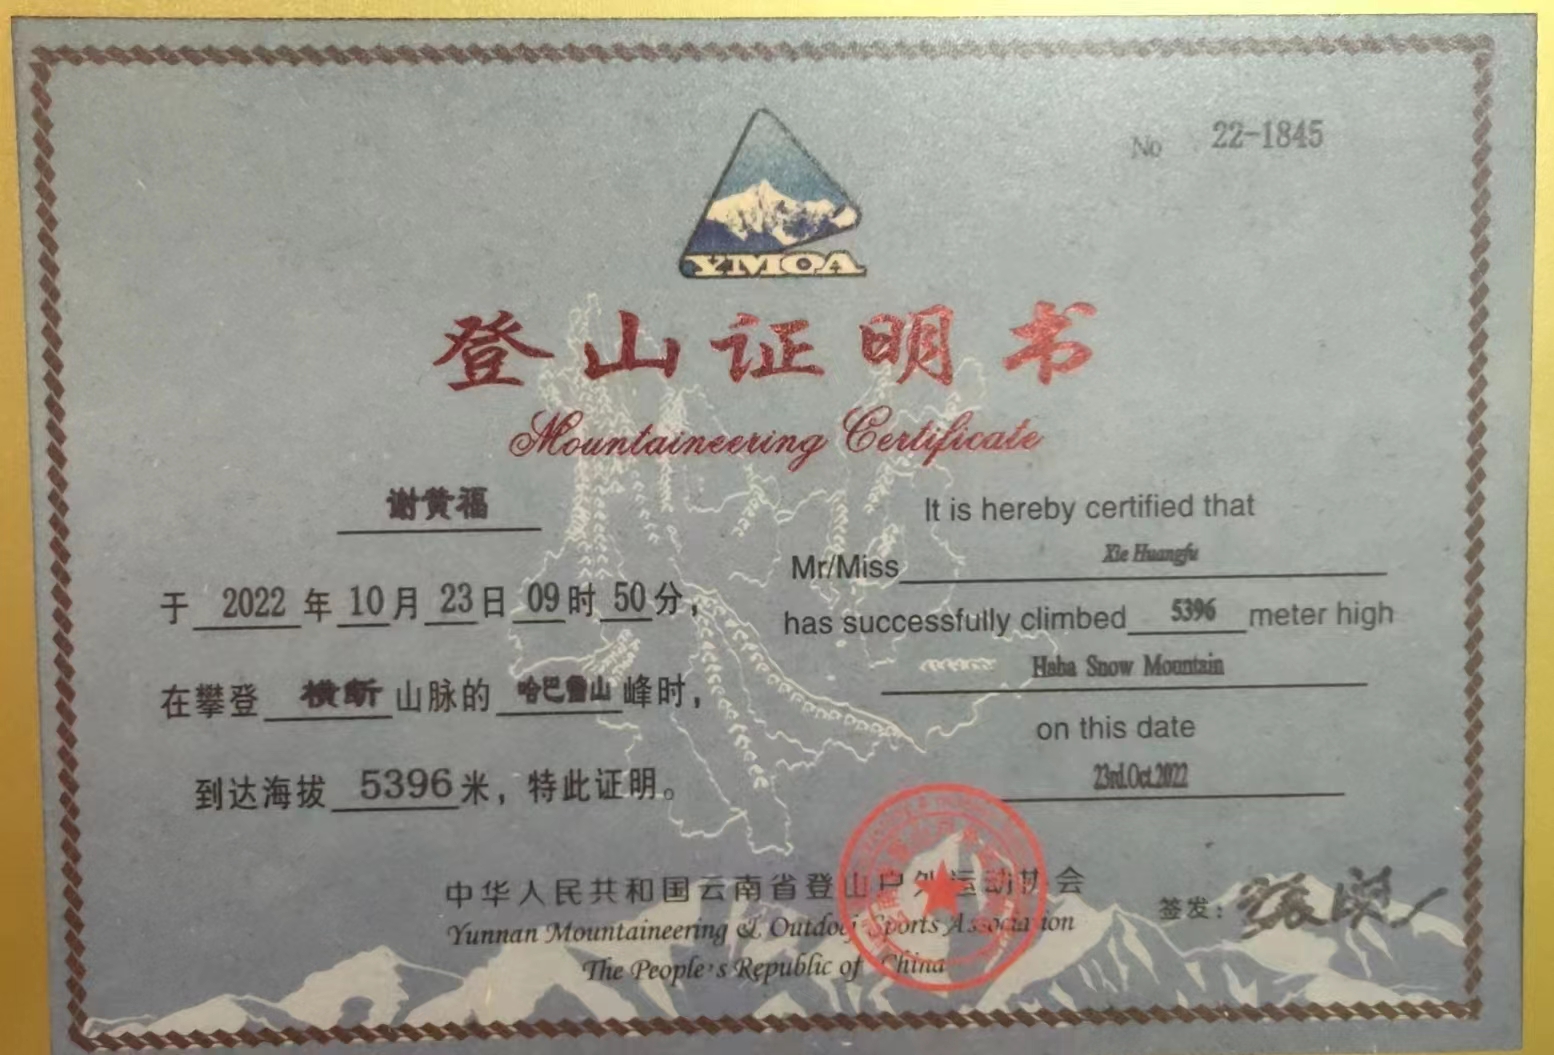 No 22-1845
YMOA
登山证明书
Mountaineering Certificate
谢黄福
于 2022 年 10 月 23 日 09 时 50 分，
在攀登 横断 山脉的 哈巴雪山 峰时，
到达海拔 5396 米，特此证明。
It is hereby certified that
Mr/Miss Xie Huangfu
has successfully climbed 5396 meter high
Haba Snow Mountain
on this date
23rd.Oct.2022
中华人民共和国云南省登山户外运动协会
Yunnan Mountaineering & Outdoej Sports Association
The People's Republic of China
签发：